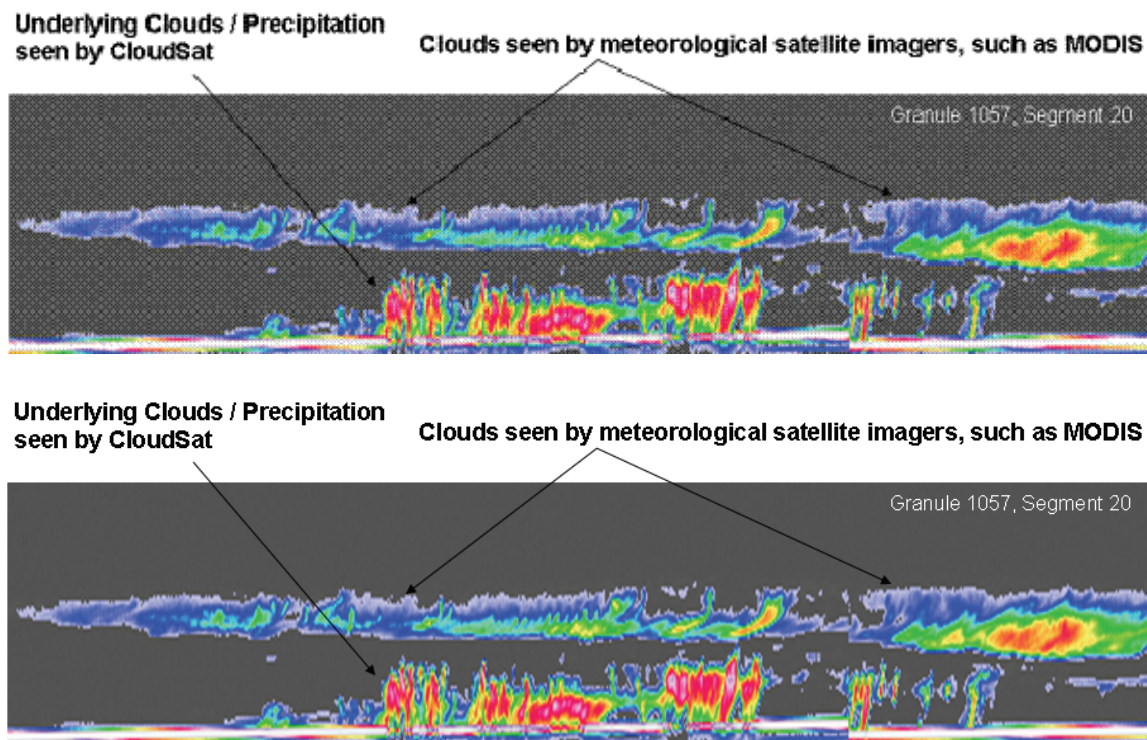 Underlying Clouds / Precipitation
seen by CloudSat
Clouds seen by meteorological satellite imagers, such as MODIS
Granule 1057, Segment 20
Underlying Clouds / Precipitation
seen by CloudSat
Clouds seen by meteorological satellite imagers, such as MODIS
Granule 1057, Segment 20